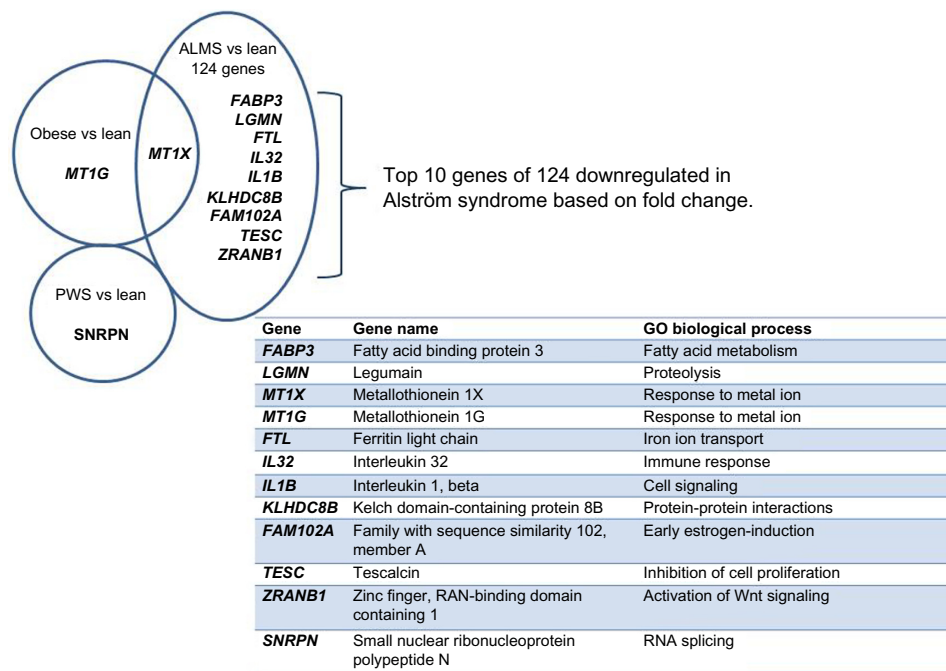 ALMS vs lean
124 genes
FABP3
LGMN
FTL
IL32
IL1B
KLHDC8B
FAM102A
TESC
ZRANB1
Obese vs lean
MT1G
MT1X
PWS vs lean
SNRPN
Top 10 genes of 124 downregulated in
Alström syndrome based on fold change.
Gene Gene name GO biological process
FABP3 Fatty acid binding protein 3 Fatty acid metabolism
LGMN Legumain Proteolysis
MT1X Metallothionein 1X Response to metal ion
MT1G Metallothionein 1G Response to metal ion
FTL Ferritin light chain Iron ion transport
IL32 Interleukin 32 Immune response
IL1B Interleukin 1, beta Cell signaling
KLHDC8B Kelch domain-containing protein 8B Protein-protein interactions
FAM102A Family with sequence similarity 102, Early estrogen-induction
member A
TESC Tescalcin Inhibition of cell proliferation
ZRANB1 Zinc finger, RAN-binding domain Activation of Wnt signaling
containing 1
SNRPN Small nuclear ribonucleoprotein RNA splicing
polypeptide N